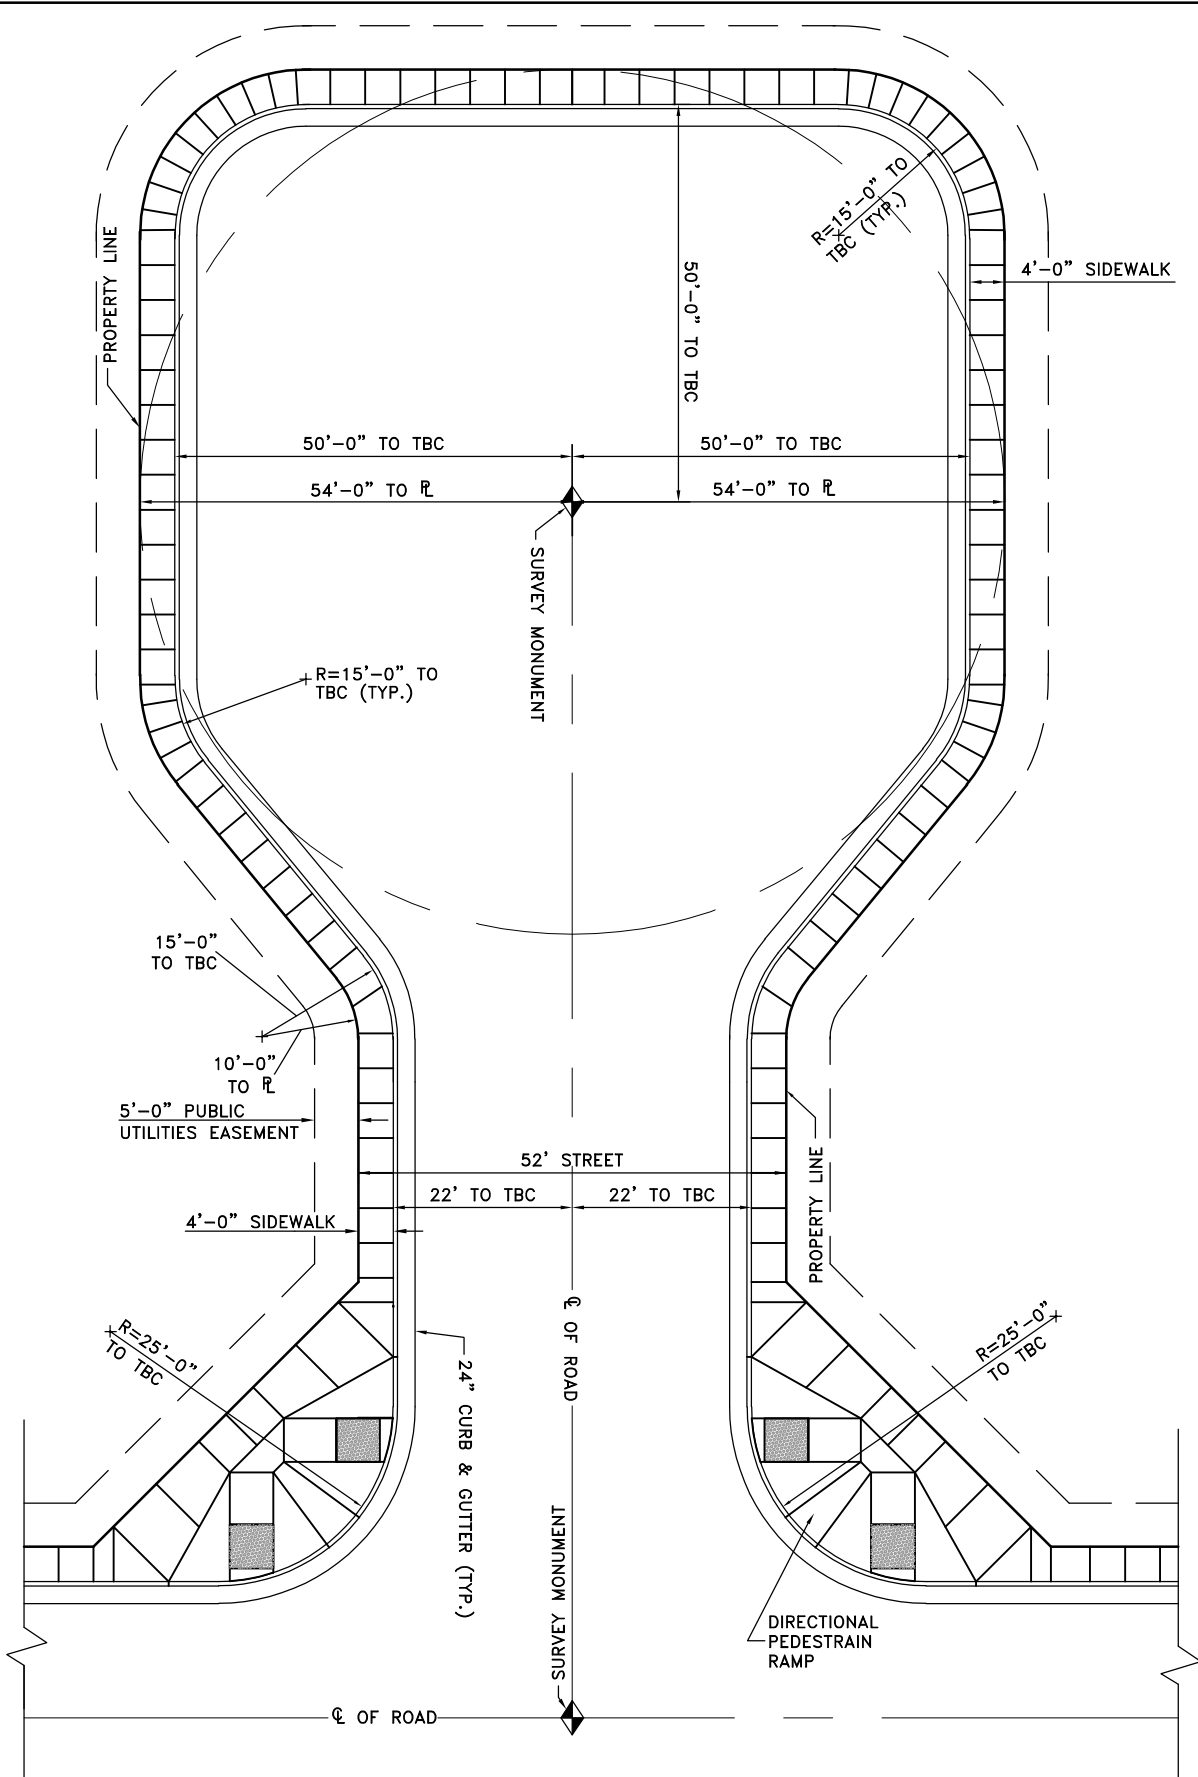 R=15'-0" TO
TBC (TYP.)
PROPERTY LINE
4'-0" SIDEWALK
50'-0" TO TBC
50'-0" TO TBC
50'-0" TO TBC
54'-0" TO ℙL
54'-0" TO ℙL
SURVEY MONUMENT
R=15'-0" TO
TBC (TYP.)
15'-0"
TO TBC
10'-0"
TO ℙL
5'-0" PUBLIC
UTILITIES EASEMENT
52' STREET
22' TO TBC
22' TO TBC
4'-0" SIDEWALK
PROPERTY LINE
℄ OF ROAD
R=25'-0"
TO TBC
R=25'-0"
TO TBC
24" CURB & GUTTER (TYP.)
SURVEY MONUMENT
DIRECTIONAL
PEDESTRAIN
RAMP
℄ OF ROAD